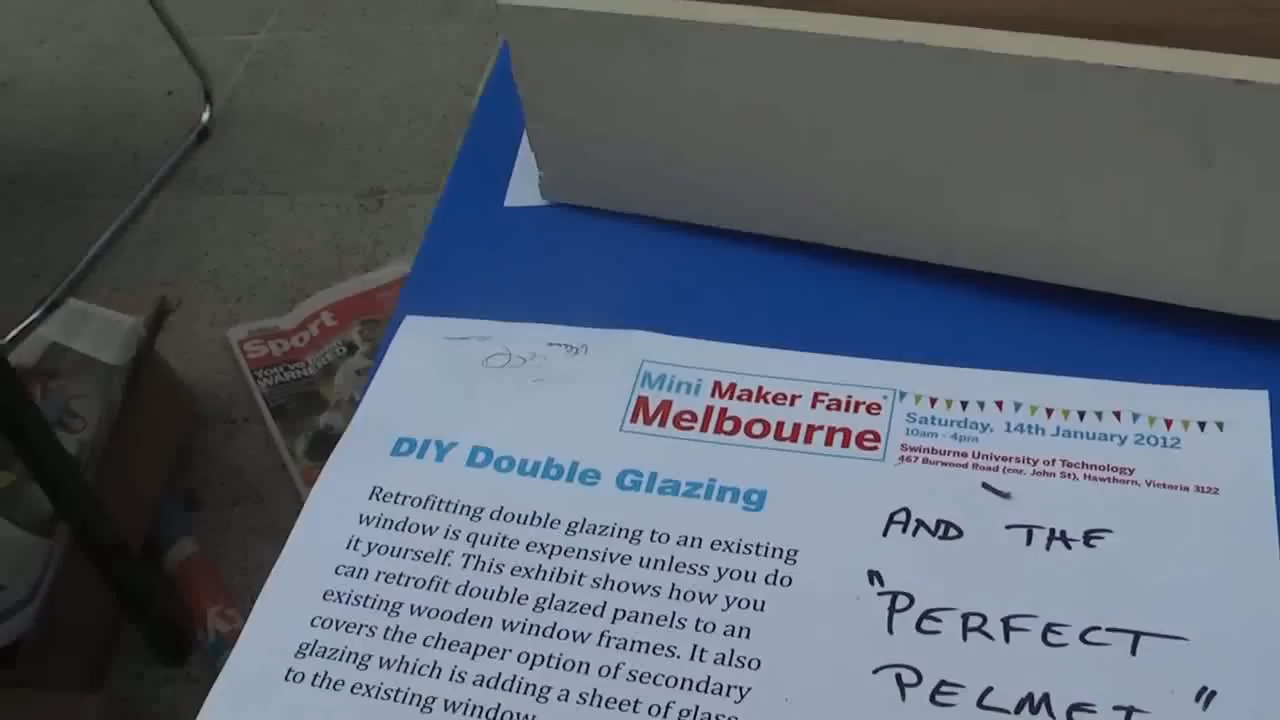 Sport
YOU'VE BEEN
WARNED
Mini Maker Faire
Melbourne
Saturday, 14th January 2012
10am - 4pm
Swinburne University of Technology
467 Burwood Road (cnr. John St), Hawthorn, Victoria 3122
DIY Double Glazing
Retrofitting double glazing to an existing
window is quite expensive unless you do
it yourself. This exhibit shows how you
can retrofit double glazed panels to an
existing wooden window frames. It also
covers the cheaper option of secondary
glazing which is adding a sheet of glass
to the existing window
AND THE
"PERFECT
PELMET"